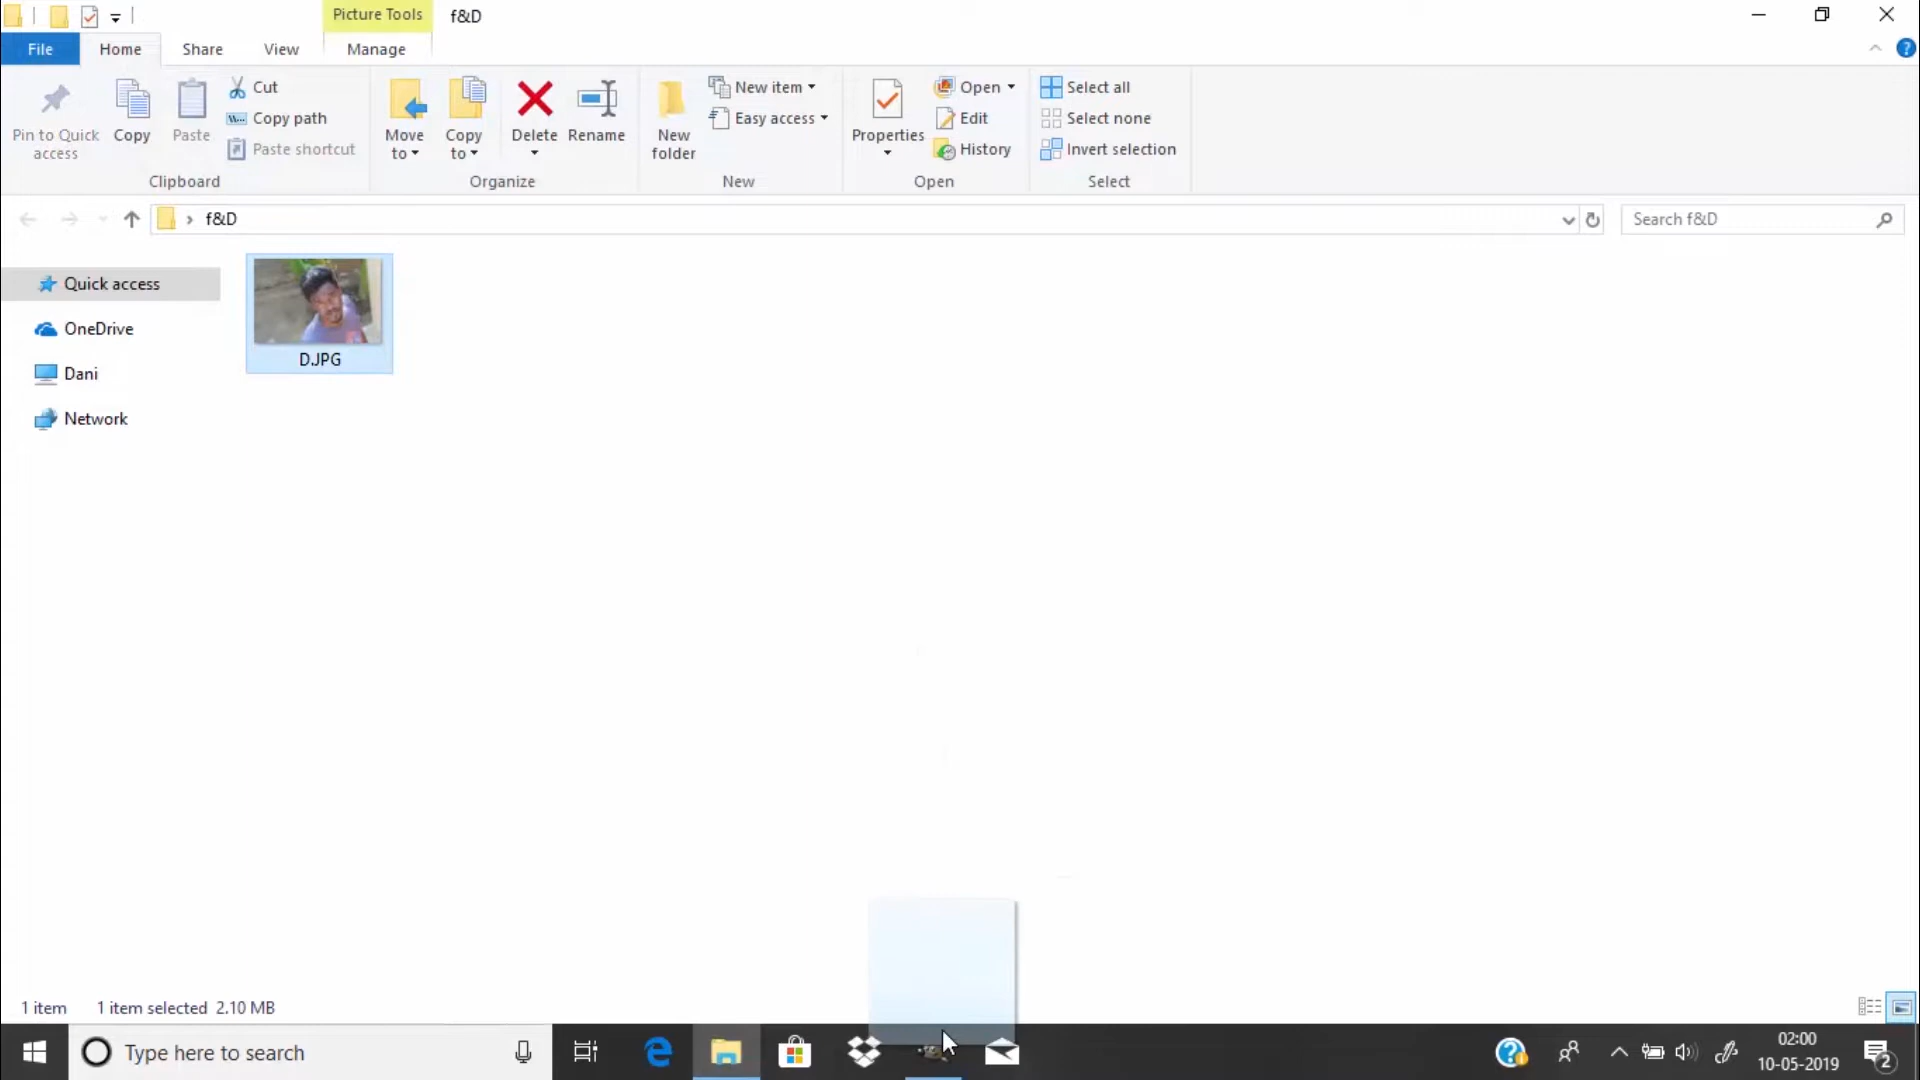 Picture Tools f&D
File Home Share View Manage
Pin to Quick access
Copy
Paste
Cut
Copy path
Paste shortcut
Clipboard
Move to
Copy to
Delete
Rename
Organize
New folder
New item
Easy access
New
Properties
Open
Edit
History
Open
Select all
Select none
Invert selection
Select
f&D
Search f&D
Quick access
OneDrive
Dani
Network
D.JPG
1 item 1 item selected 2.10 MB
Type here to search
02:00
10-05-2019
2